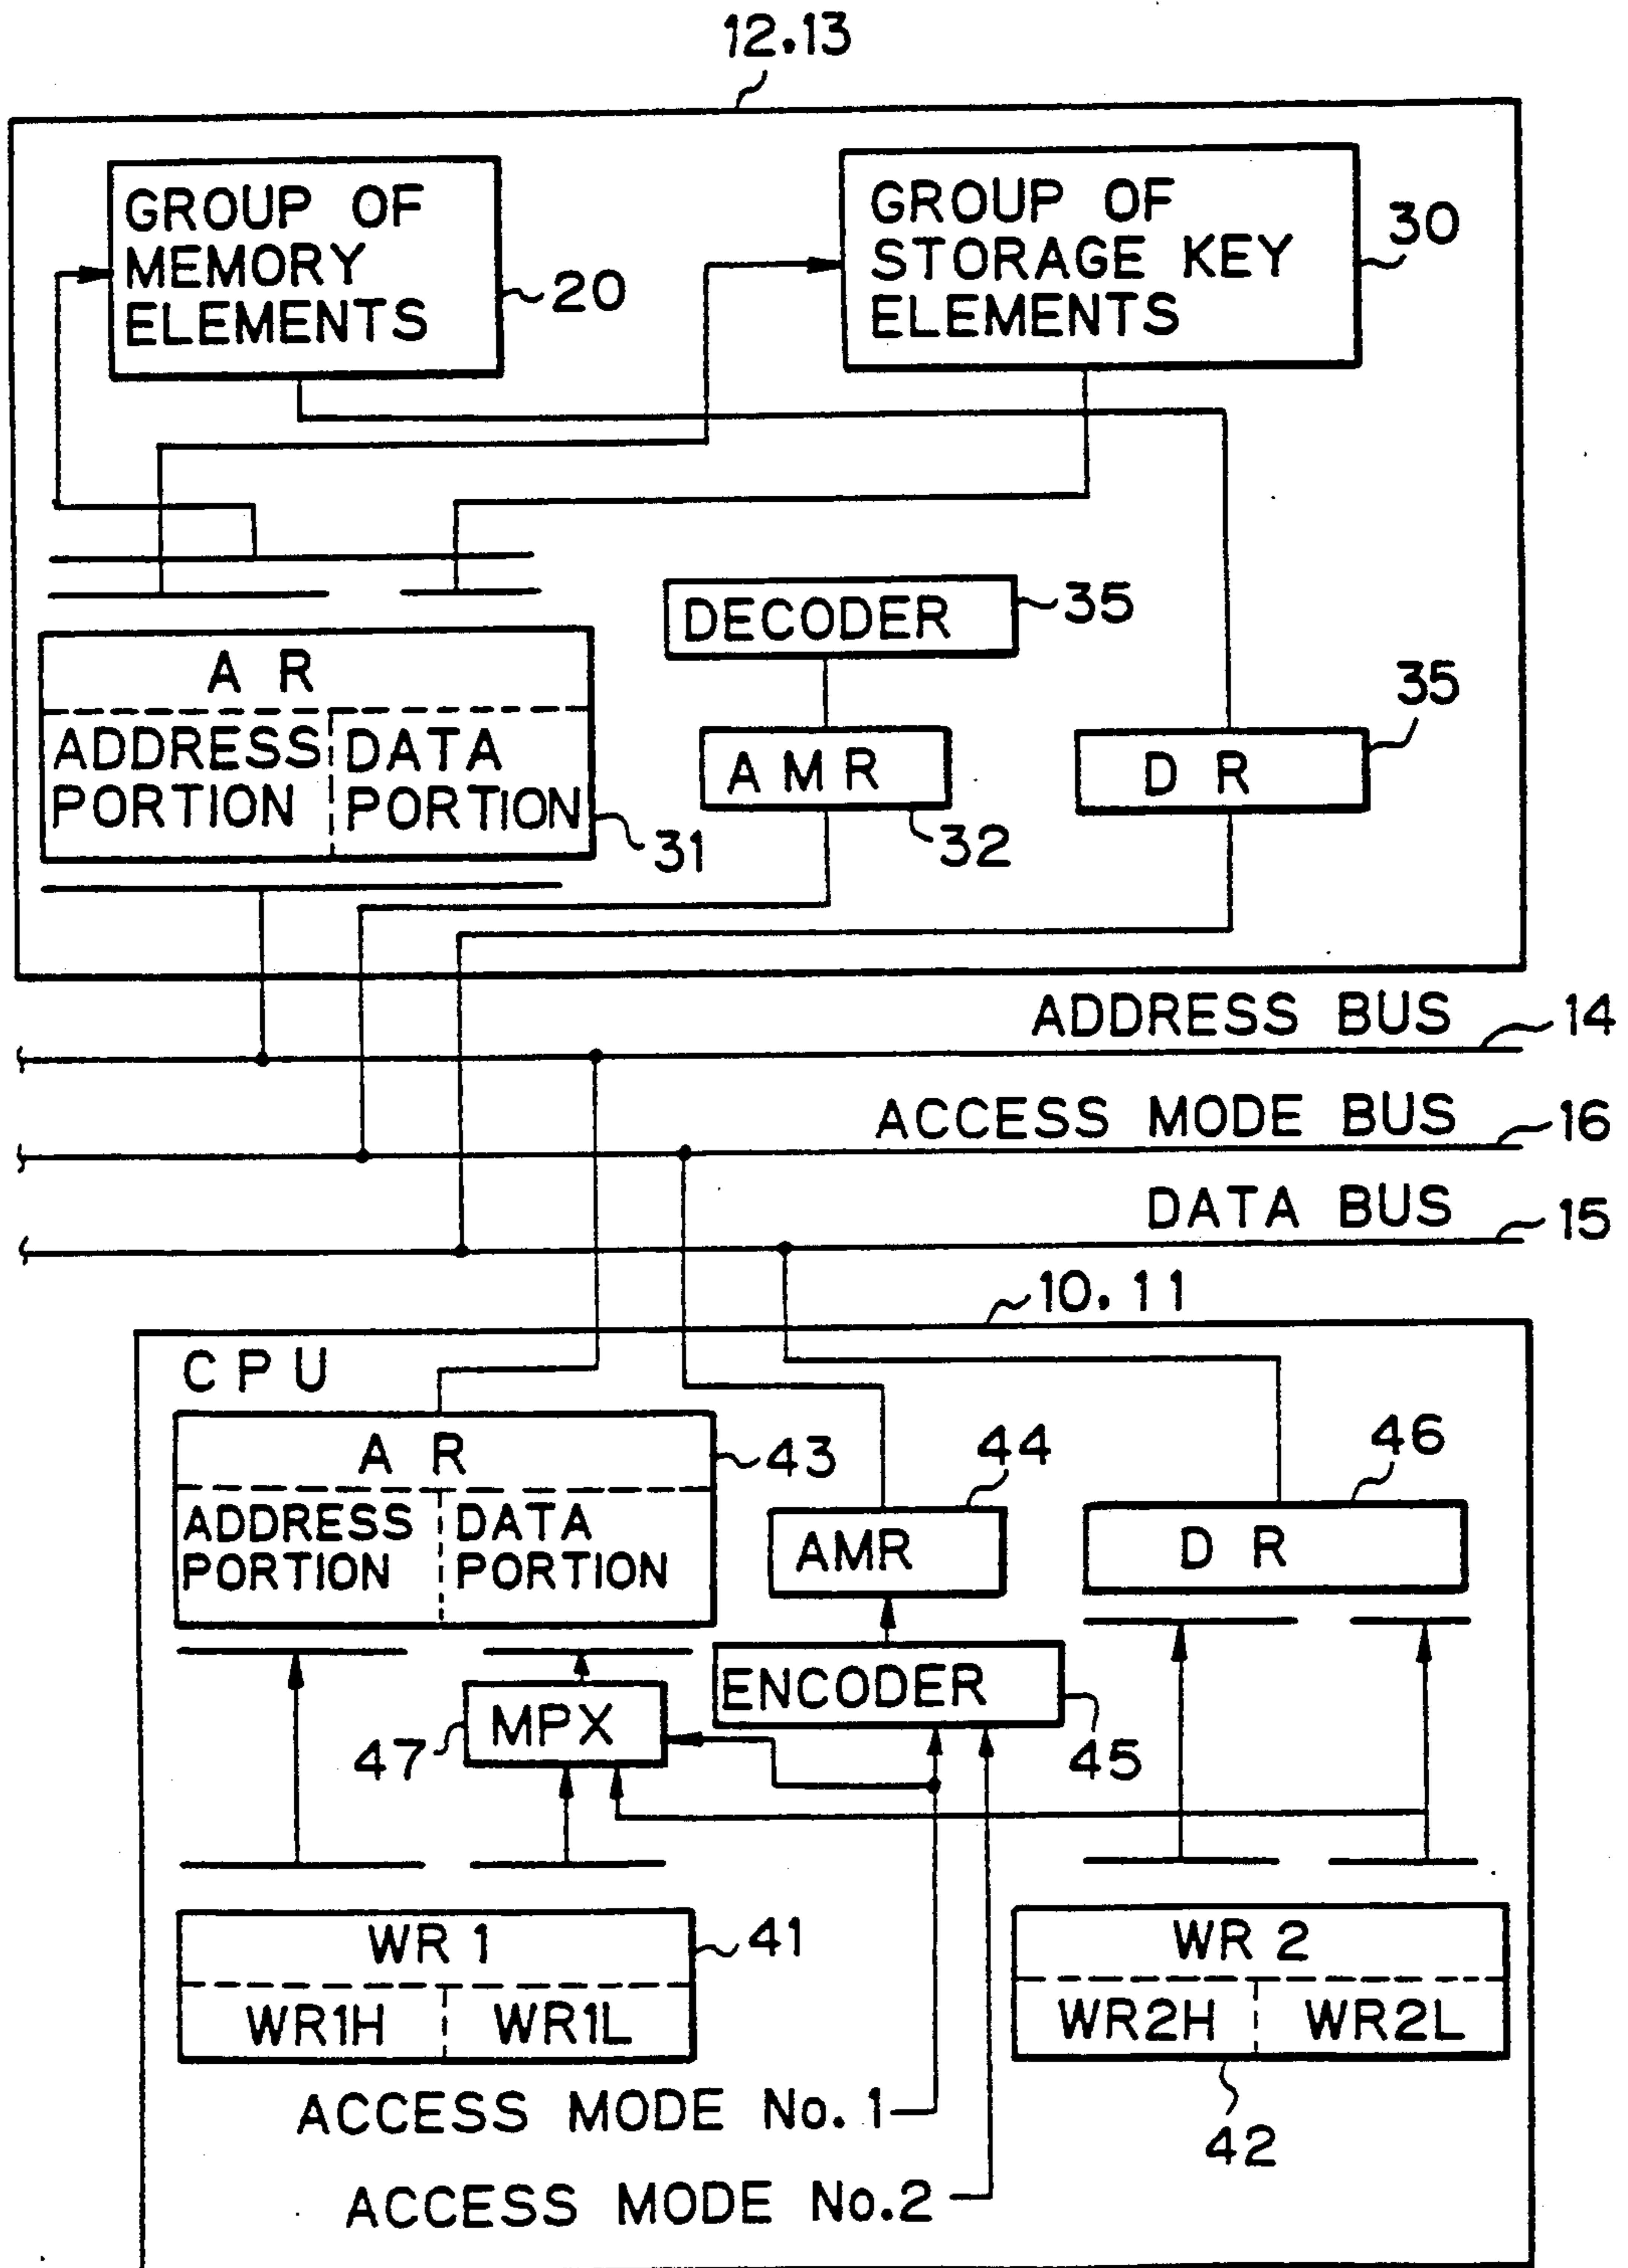 12.13
GROUP OF
MEMORY
ELEMENTS
20
GROUP OF
STORAGE KEY
ELEMENTS
30
DECODER
35
A R
ADDRESS
PORTION
DATA
PORTION
31
A M R
32
D R
35
ADDRESS BUS
14
ACCESS MODE BUS
16
DATA BUS
15
10.11
C P U
A R
ADDRESS
PORTION
DATA
PORTION
43
AMR
44
D R
46
MPX
47
ENCODER
45
WR 1
WR1H
WR1L
41
WR 2
WR2H
WR2L
42
ACCESS MODE No.1
ACCESS MODE No.2